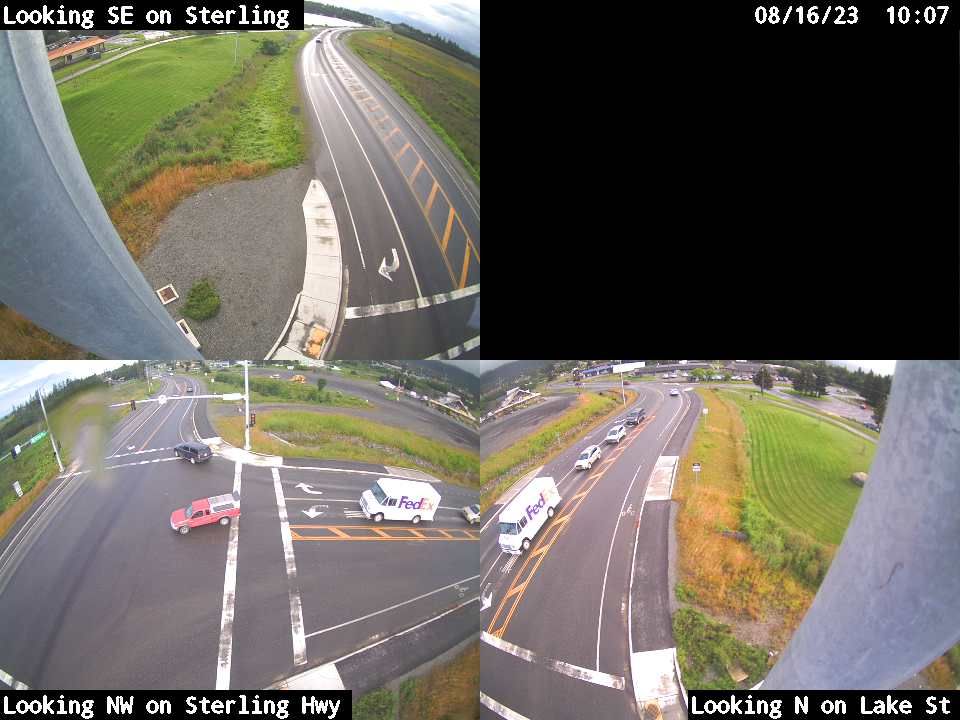 Looking SE on Sterling
08/16/23 10:07
FedEx
FedEx
Looking NW on Sterling Hwy
Looking N on Lake St